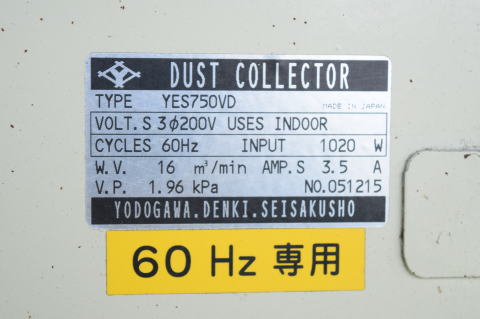 DUST COLLECTOR
TYPE YES750VD MADE IN JAPAN
VOLT.S 3φ200V USES INDOOR
CYCLES 60Hz INPUT 1020 W
W.V. 16 m³/min AMP.S 3.5 A
V.P. 1.96 kPa NO.051215
YODOGAWA.DENKI.SEISAKUSHO
60 Hz 専用